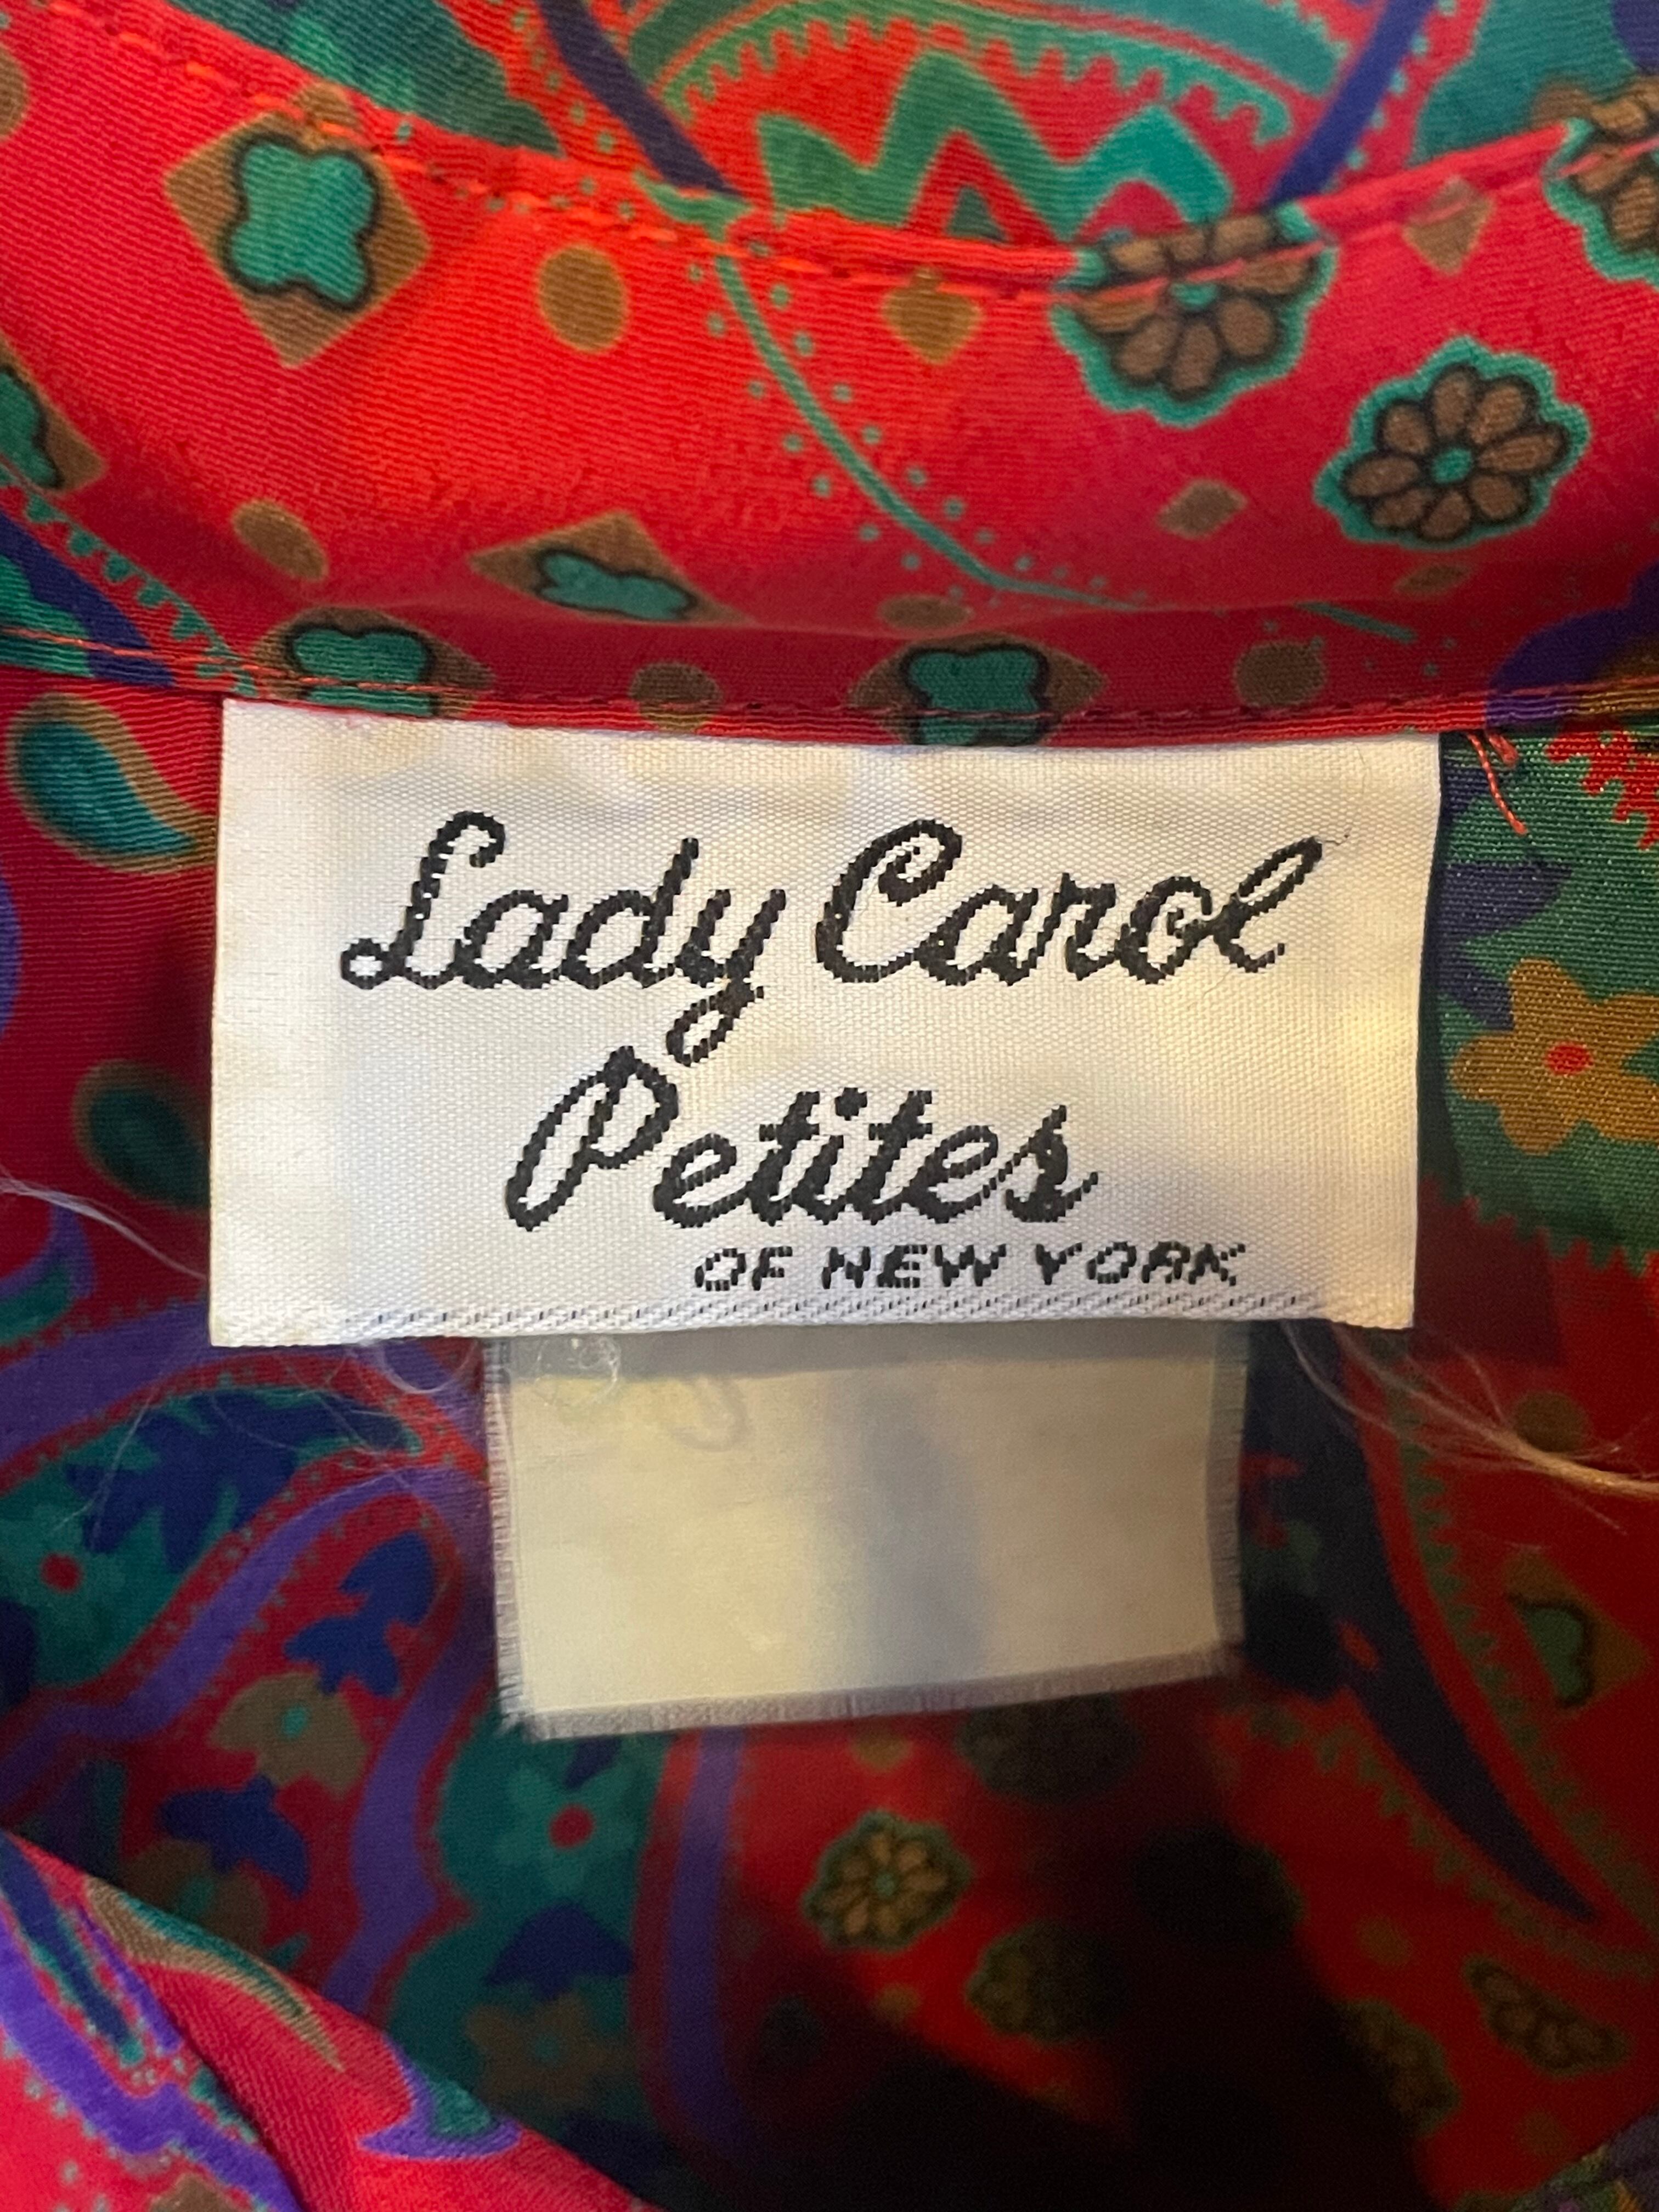 Lady Carol
Petites
OF NEW YORK